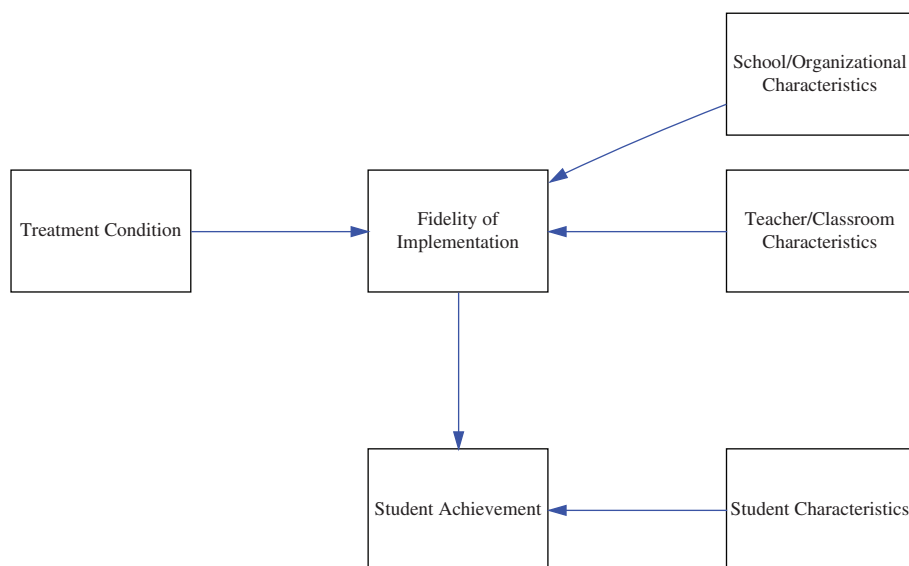 School/Organizational
Characteristics
Treatment Condition
Fidelity of
Implementation
Teacher/Classroom
Characteristics
Student Achievement
Student Characteristics